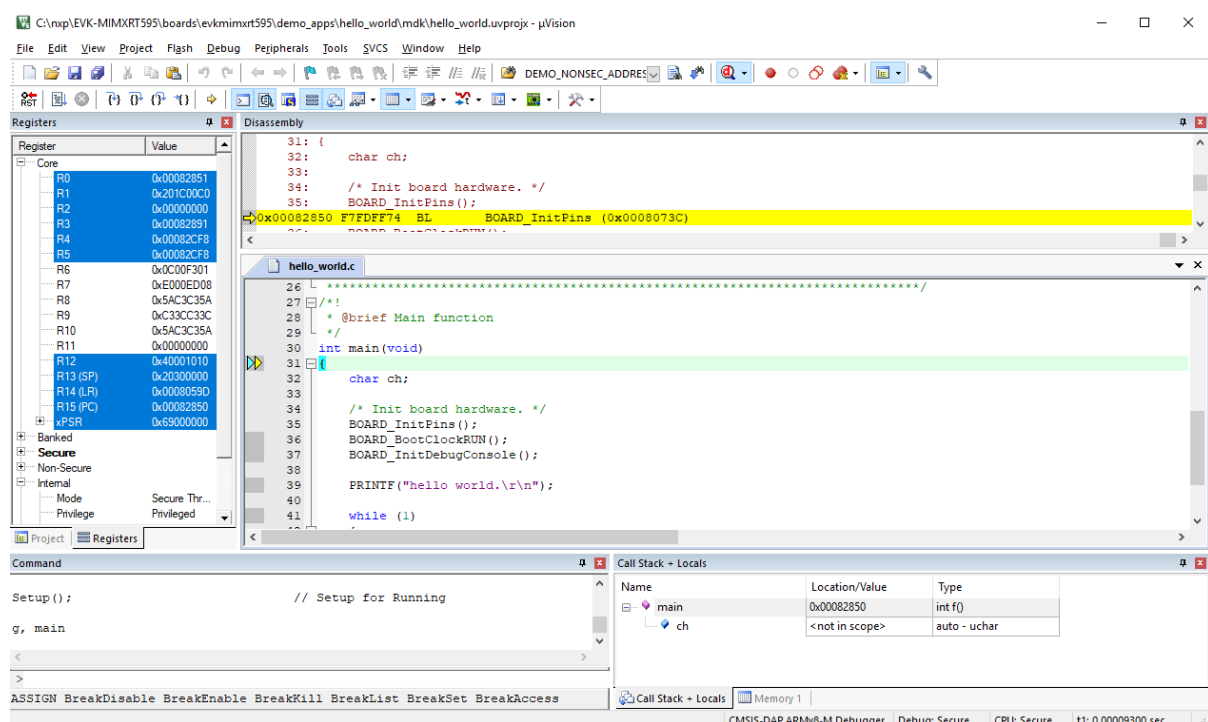 C:\nxp\EVK-MIMXRT595\boards\evkmimxrt595\demo_apps\hello_world\mdk\hello_world.uvprojx - µVision
File Edit View Project Flash Debug Peripherals Tools SVCS Window Help
DEMO_NONSEC_ADDRES
RST
Registers
Register Value
Core
R0 0x00082851
R1 0x201C00C0
R2 0x00000000
R3 0x00082891
R4 0x00082CF8
R5 0x00082CF8
R6 0x0C00F301
R7 0xE000ED08
R8 0x5AC3C35A
R9 0xC33CC33C
R10 0x5AC3C35A
R11 0x00000000
R12 0x40001010
R13 (SP) 0x20300000
R14 (LR) 0x0008059D
R15 (PC) 0x00082850
xPSR 0x69000000
Banked
Secure
Non-Secure
Internal
Mode Secure Thr...
Privilege Privileged
Project Registers
Disassembly
31: {
32: char ch;
33:
34: /* Init board hardware. */
35: BOARD_InitPins();
0x00082850 F7FDFF74 BL BOARD_InitPins (0x0008073C)
36: BOARD_BootClockRUN();
hello_world.c
26 ******************************************************************************/
27 /*!
28 * @brief Main function
29 */
30 int main(void)
31 {
32 char ch;
33
34 /* Init board hardware. */
35 BOARD_InitPins();
36 BOARD_BootClockRUN();
37 BOARD_InitDebugConsole();
38
39 PRINTF("hello world.\r\n");
40
41 while (1)
42 {
Command
Setup(); // Setup for Running
g, main
>
ASSIGN BreakDisable BreakEnable BreakKill BreakList BreakSet BreakAccess
Call Stack + Locals
Name Location/Value Type
main 0x00082850 int f()
ch <not in scope> auto - uchar
Call Stack + Locals Memory 1
CMSIS-DAP ARMv8-M Debugger Debug: Secure CPU: Secure t1: 0.00009300 sec